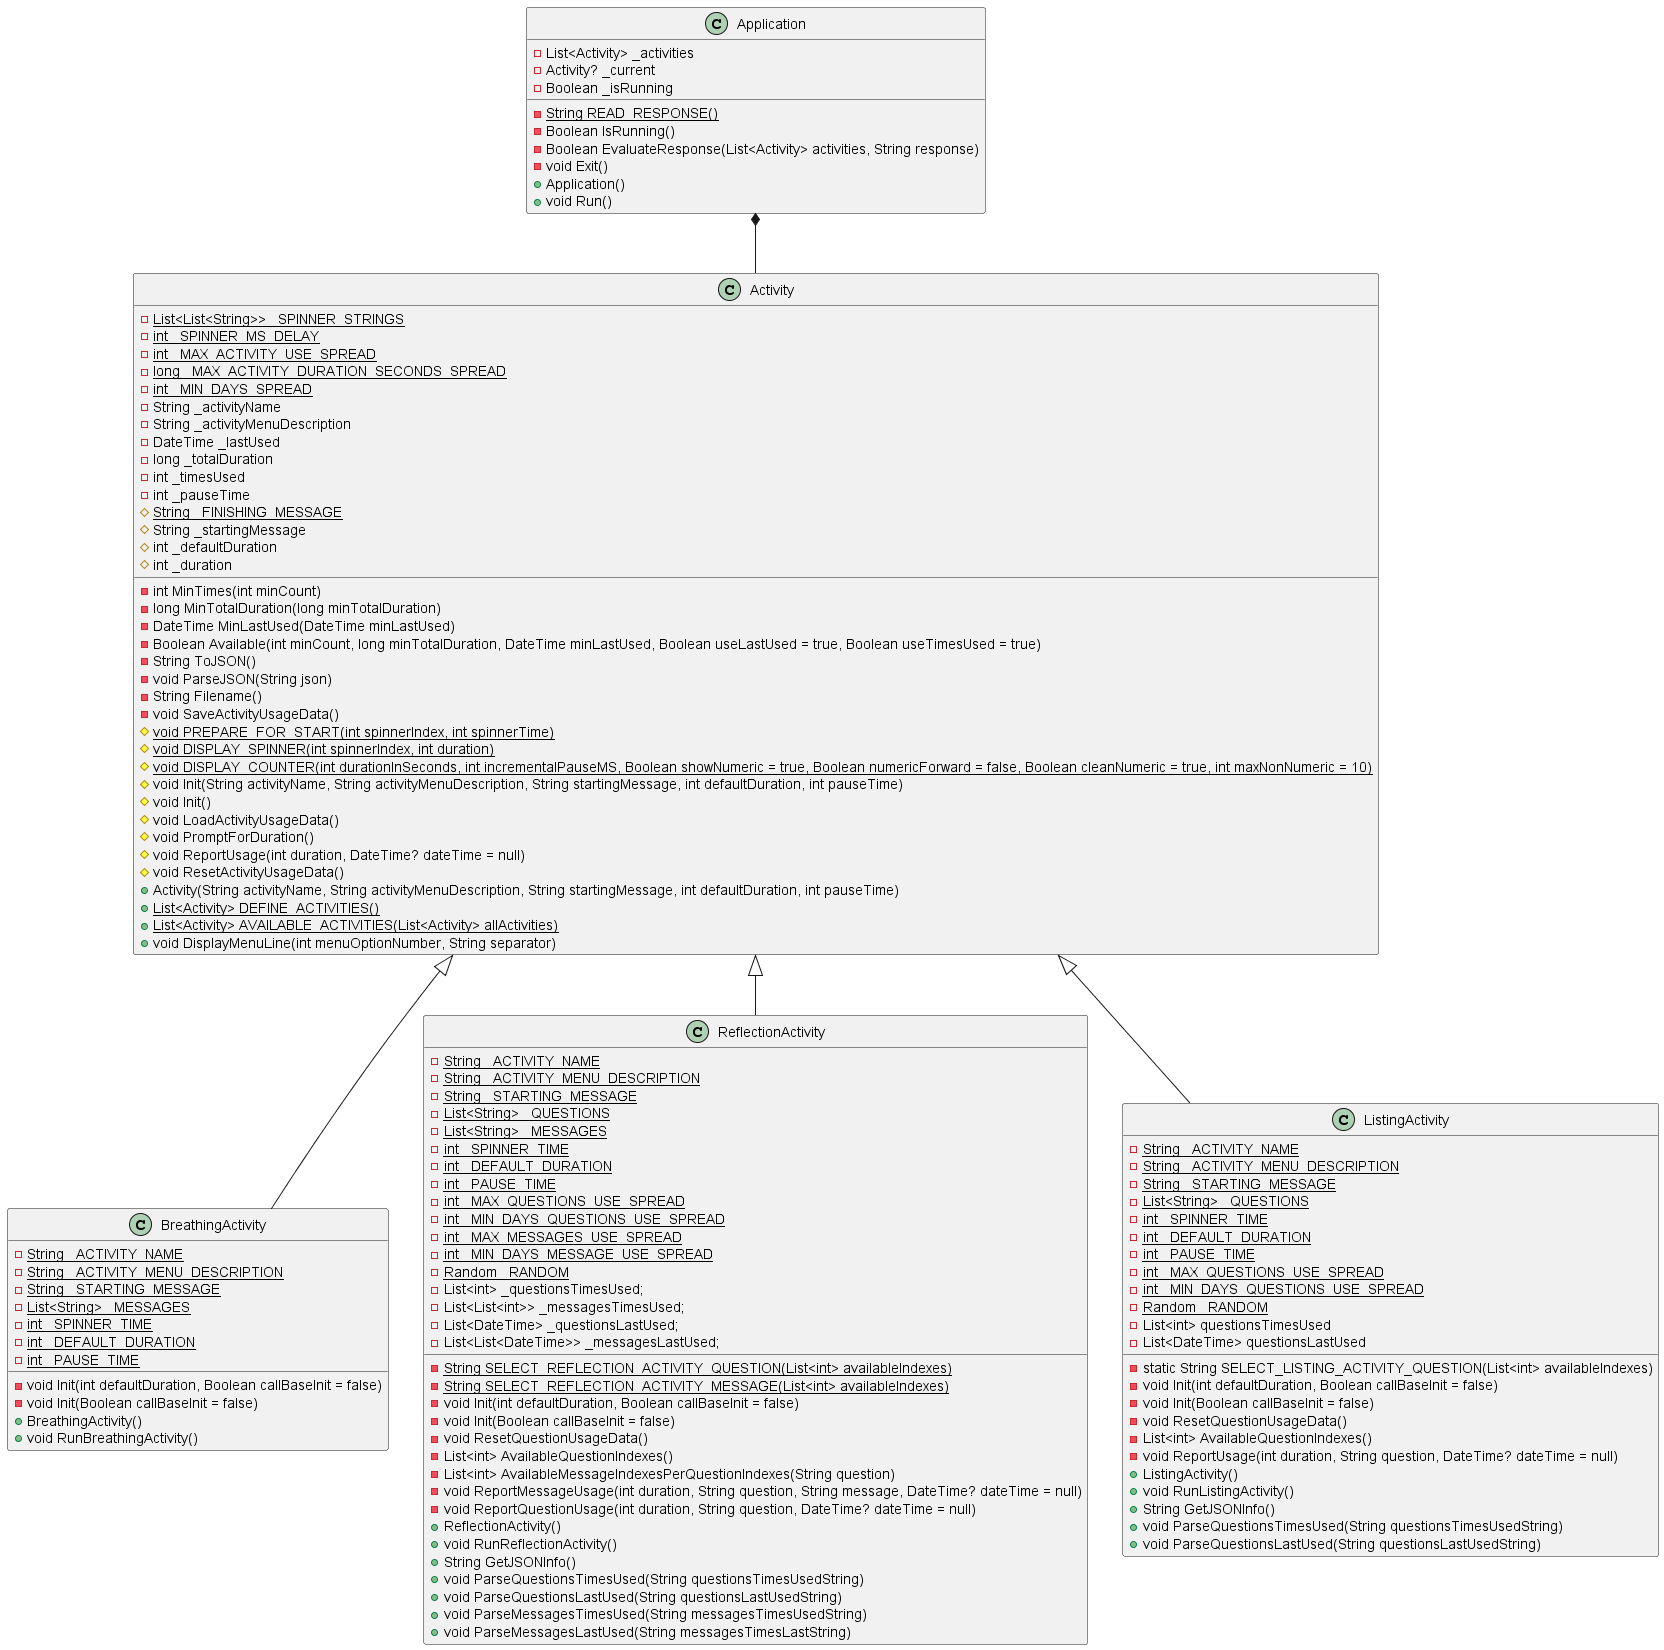 C Application
List<Activity> _activities
Activity? _current
Boolean _isRunning
String READ_RESPONSE()
Boolean IsRunning()
Boolean EvaluateResponse(List<Activity> activities, String response)
void Exit()
Application()
void Run()
C Activity
List<List<String>> _SPINNER_STRINGS
int _SPINNER_MS_DELAY
int _MAX_ACTIVITY_USE_SPREAD
long _MAX_ACTIVITY_DURATION_SECONDS_SPREAD
int _MIN_DAYS_SPREAD
String _activityName
String _activityMenuDescription
DateTime _lastUsed
long _totalDuration
int _timesUsed
int _pauseTime
String _FINISHING_MESSAGE
String _startingMessage
int _defaultDuration
int _duration
int MinTimes(int minCount)
long MinTotalDuration(long minTotalDuration)
DateTime MinLastUsed(DateTime minLastUsed)
Boolean Available(int minCount, long minTotalDuration, DateTime minLastUsed, Boolean useLastUsed = true, Boolean useTimesUsed = true)
String ToJSON()
void ParseJSON(String json)
String Filename()
void SaveActivityUsageData()
void PREPARE_FOR_START(int spinnerIndex, int spinnerTime)
void DISPLAY_SPINNER(int spinnerIndex, int duration)
void DISPLAY_COUNTER(int durationInSeconds, int incrementalPauseMS, Boolean showNumeric = true, Boolean numericForward = false, Boolean cleanNumeric = true, int maxNonNumeric = 10)
void Init(String activityName, String activityMenuDescription, String startingMessage, int defaultDuration, int pauseTime)
void Init()
void LoadActivityUsageData()
void PromptForDuration()
void ReportUsage(int duration, DateTime? dateTime = null)
void ResetActivityUsageData()
Activity(String activityName, String activityMenuDescription, String startingMessage, int defaultDuration, int pauseTime)
List<Activity> DEFINE_ACTIVITIES()
List<Activity> AVAILABLE_ACTIVITIES(List<Activity> allActivities)
void DisplayMenuLine(int menuOptionNumber, String separator)
C BreathingActivity
String _ACTIVITY_NAME
String _ACTIVITY_MENU_DESCRIPTION
String _STARTING_MESSAGE
List<String> _MESSAGES
int _SPINNER_TIME
int _DEFAULT_DURATION
int _PAUSE_TIME
void Init(int defaultDuration, Boolean callBaseInit = false)
void Init(Boolean callBaseInit = false)
BreathingActivity()
void RunBreathingActivity()
C ReflectionActivity
String _ACTIVITY_NAME
String _ACTIVITY_MENU_DESCRIPTION
String _STARTING_MESSAGE
List<String> _QUESTIONS
List<String> _MESSAGES
int _SPINNER_TIME
int _DEFAULT_DURATION
int _PAUSE_TIME
int _MAX_QUESTIONS_USE_SPREAD
int _MIN_DAYS_QUESTIONS_USE_SPREAD
int _MAX_MESSAGES_USE_SPREAD
int _MIN_DAYS_MESSAGE_USE_SPREAD
Random _RANDOM
List<int> _questionsTimesUsed;
List<List<int>> _messagesTimesUsed;
List<DateTime> _questionsLastUsed;
List<List<DateTime>> _messagesLastUsed;
String SELECT_REFLECTION_ACTIVITY_QUESTION(List<int> availableIndexes)
String SELECT_REFLECTION_ACTIVITY_MESSAGE(List<int> availableIndexes)
void Init(int defaultDuration, Boolean callBaseInit = false)
void Init(Boolean callBaseInit = false)
void ResetQuestionUsageData()
List<int> AvailableQuestionIndexes()
List<int> AvailableMessageIndexesPerQuestionIndexes(String question)
void ReportMessageUsage(int duration, String question, String message, DateTime? dateTime = null)
void ReportQuestionUsage(int duration, String question, DateTime? dateTime = null)
ReflectionActivity()
void RunReflectionActivity()
String GetJSONInfo()
void ParseQuestionsTimesUsed(String questionsTimesUsedString)
void ParseQuestionsLastUsed(String questionsLastUsedString)
void ParseMessagesTimesUsed(String messagesTimesUsedString)
void ParseMessagesLastUsed(String messagesTimesLastString)
C ListingActivity
String _ACTIVITY_NAME
String _ACTIVITY_MENU_DESCRIPTION
String _STARTING_MESSAGE
List<String> _QUESTIONS
int _SPINNER_TIME
int _DEFAULT_DURATION
int _PAUSE_TIME
int _MAX_QUESTIONS_USE_SPREAD
int _MIN_DAYS_QUESTIONS_USE_SPREAD
Random _RANDOM
List<int> questionsTimesUsed
List<DateTime> questionsLastUsed
static String SELECT_LISTING_ACTIVITY_QUESTION(List<int> availableIndexes)
void Init(int defaultDuration, Boolean callBaseInit = false)
void Init(Boolean callBaseInit = false)
void ResetQuestionUsageData()
List<int> AvailableQuestionIndexes()
void ReportUsage(int duration, String question, DateTime? dateTime = null)
ListingActivity()
void RunListingActivity()
String GetJSONInfo()
void ParseQuestionsTimesUsed(String questionsTimesUsedString)
void ParseQuestionsLastUsed(String questionsLastUsedString)